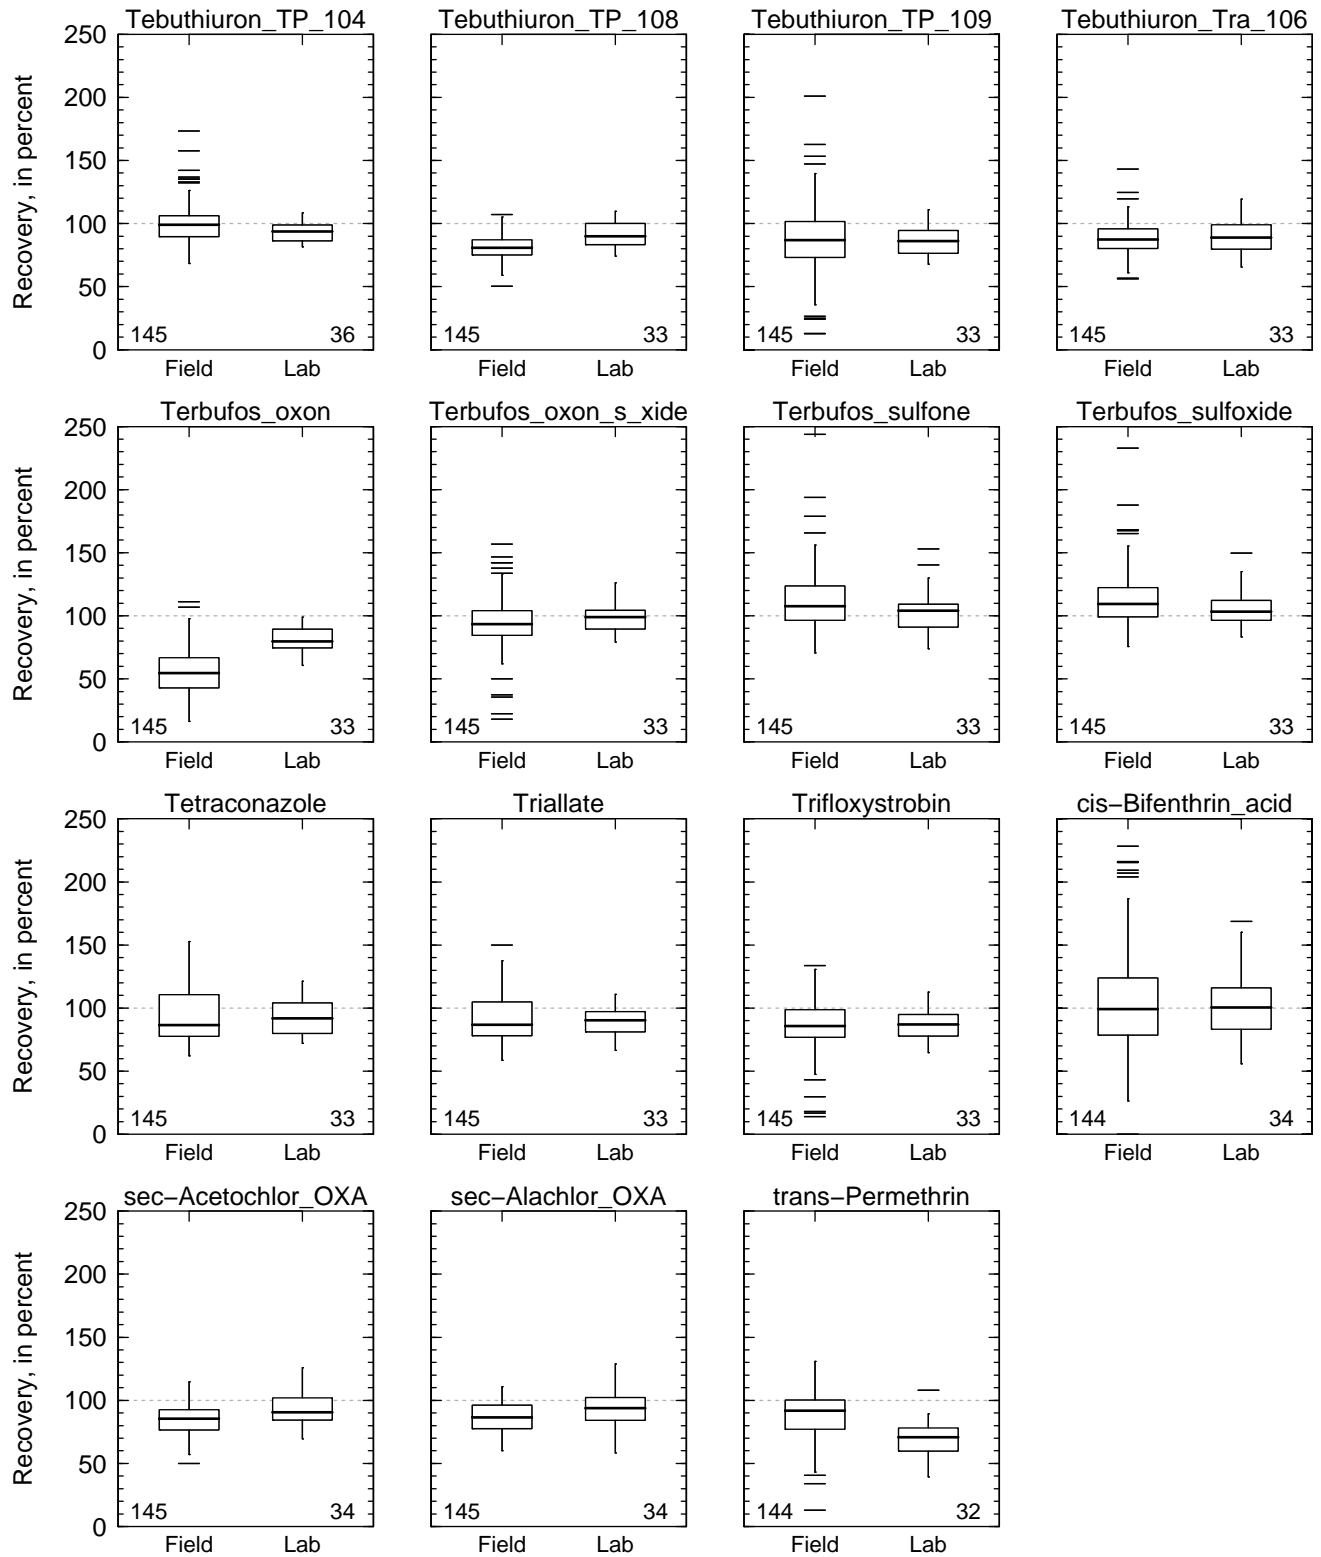 Tebuthiuron_TP_104 Tebuthiuron_TP_108 Tebuthiuron_TP_109 Tebuthiuron_Tra_106
250
200
150
100
50
0
Recovery, in percent
145 36 145 33 145 33 145 33
Field Lab Field Lab Field Lab Field Lab
Terbufos_oxon Terbufos_oxon_s_xide Terbufos_sulfone Terbufos_sulfoxide
250
200
150
100
50
0
Recovery, in percent
145 33 145 33 145 33 145 33
Field Lab Field Lab Field Lab Field Lab
Tetraconazole Triallate Trifloxystrobin cis−Bifenthrin_acid
250
200
150
100
50
0
Recovery, in percent
145 33 145 33 145 33 144 34
Field Lab Field Lab Field Lab Field Lab
sec−Acetochlor_OXA sec−Alachlor_OXA trans−Permethrin
250
200
150
100
50
0
Recovery, in percent
145 34 145 34 144 32
Field Lab Field Lab Field Lab